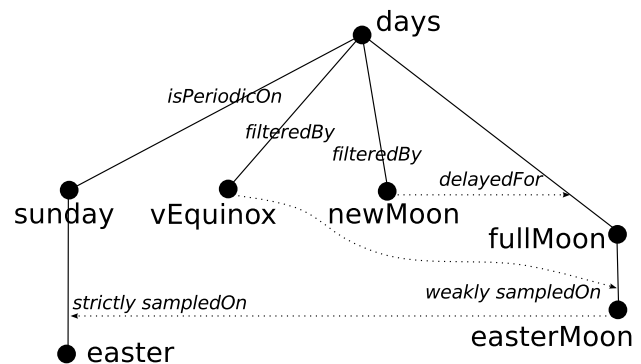 days
isPeriodicOn
filteredBy
filteredBy
delayedFor
sunday
vEquinox
newMoon
fullMoon
weakly sampledOn
strictly sampledOn
easterMoon
easter